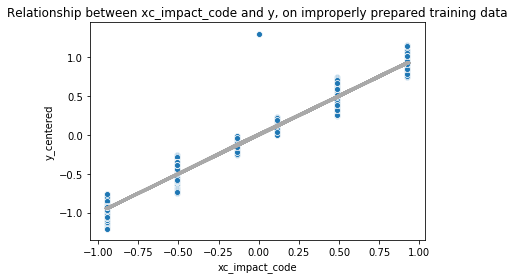 Relationship between xc_impact_code and y, on improperly prepared training data
y_centered
1.0
0.5
0.0
−0.5
−1.0
−1.00 −0.75 −0.50 −0.25 0.00 0.25 0.50 0.75 1.00
xc_impact_code